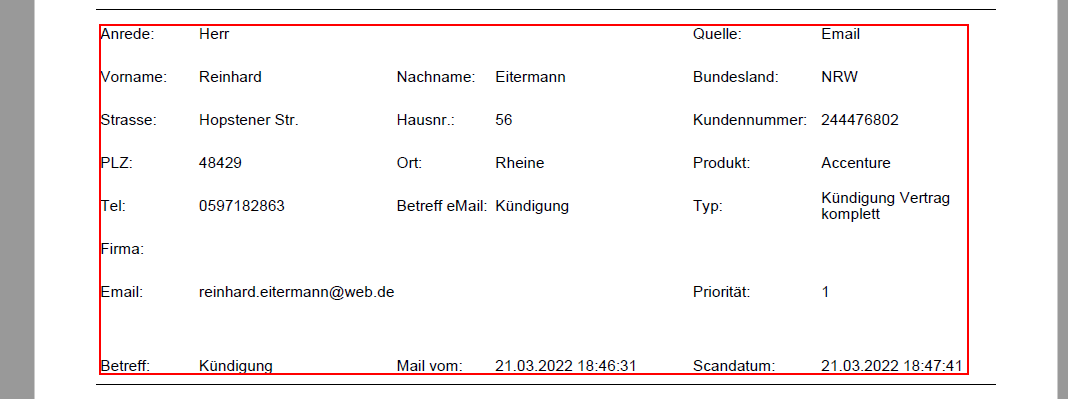 Anrede: Herr Quelle: Email
Vorname: Reinhard Nachname: Eitermann Bundesland: NRW
Strasse: Hopstener Str. Hausnr.: 56 Kundennummer: 244476802
PLZ: 48429 Ort: Rheine Produkt: Accenture
Tel: 0597182863 Betreff eMail: Kündigung Typ: Kündigung Vertrag
komplett
Firma:
Email: reinhard.eitermann@web.de Priorität: 1
Betreff: Kündigung Mail vom: 21.03.2022 18:46:31 Scandatum: 21.03.2022 18:47:41